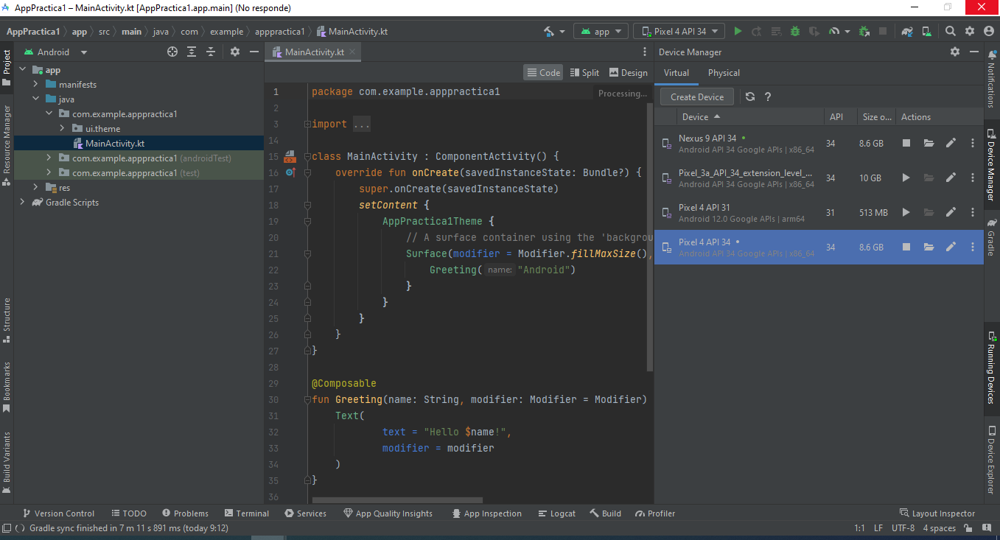 AppPractica1 – MainActivity.kt [AppPractica1.app.main] (No responde)
AppPractica1 app src main java com example apppractica1 MainActivity.kt
app Pixel 4 API 34
Project
Resource Manager
Structure
Bookmarks
Build Variants
Android
app
manifests
java
com.example.apppractica1
ui.theme
MainActivity.kt
com.example.apppractica1 (androidTest)
com.example.apppractica1 (test)
res
Gradle Scripts
MainActivity.kt
Code Split Design
Processing...
1 package com.example.apppractica1
2
3 import ...
14
15 class MainActivity : ComponentActivity() {
16 override fun onCreate(savedInstanceState: Bundle?) {
17 super.onCreate(savedInstanceState)
18 setContent {
19 AppPractica1Theme {
20 // A surface container using the 'backgrou
21 Surface(modifier = Modifier.fillMaxSize(),
22 Greeting( name: "Android")
23 }
24 }
25 }
26 }
27 }
28
29 @Composable
30 fun Greeting(name: String, modifier: Modifier = Modifier)
31 Text(
32 text = "Hello $name!",
33 modifier = modifier
34 )
35 }
36
Device Manager
Virtual Physical
Create Device ?
Device API Size o... Actions
Nexus 9 API 34 34 8.6 GB
Android API 34 Google APIs | x86_64
Pixel_3a_API_34_extension_level_... 34 10 GB
Android API 34 Google APIs | x86_64
Pixel 4 API 31 31 513 MB
Android 12.0 Google APIs | arm64
Pixel 4 API 34 34 8.6 GB
Android API 34 Google APIs | x86_64
Notifications
Device Manager
Gradle
Running Devices
Device Explorer
Version Control TODO Problems Terminal Services App Quality Insights App Inspection Logcat Build Profiler Layout Inspector
Gradle sync finished in 7 m 11 s 891 ms (today 9:12) 1:1 LF UTF-8 4 spaces